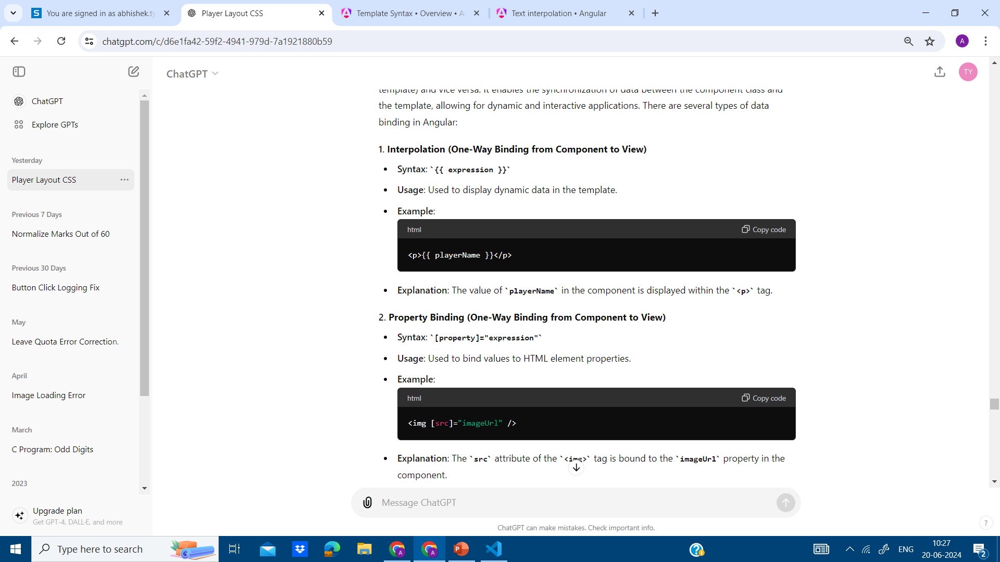 You are signed in as abhishek.ty
Player Layout CSS
Template Syntax • Overview • A
Text interpolation • Angular
chatgpt.com/c/d6e1fa42-59f2-4941-979d-7a1921880b59
A
ChatGPT
TY
ChatGPT
Explore GPTs
Yesterday
Player Layout CSS
Previous 7 Days
Normalize Marks Out of 60
Previous 30 Days
Button Click Logging Fix
May
Leave Quota Error Correction.
April
Image Loading Error
March
C Program: Odd Digits
2023
Upgrade plan
Get GPT-4, DALL·E, and more
template) and vice versa. It enables the synchronization of data between the component class and
the template, allowing for dynamic and interactive applications. There are several types of data
binding in Angular:
1. Interpolation (One-Way Binding from Component to View)
• Syntax: `{{ expression }}`
• Usage: Used to display dynamic data in the template.
• Example:
html
Copy code
<p>{{ playerName }}</p>
• Explanation: The value of `playerName` in the component is displayed within the `<p>` tag.
2. Property Binding (One-Way Binding from Component to View)
• Syntax: `[property]="expression"`
• Usage: Used to bind values to HTML element properties.
• Example:
html
Copy code
<img [src]="imageUrl" />
• Explanation: The `src` attribute of the `<img>` tag is bound to the `imageUrl` property in the
component.
Message ChatGPT
ChatGPT can make mistakes. Check important info.
?
Type here to search
ENG
10:27
20-06-2024
2